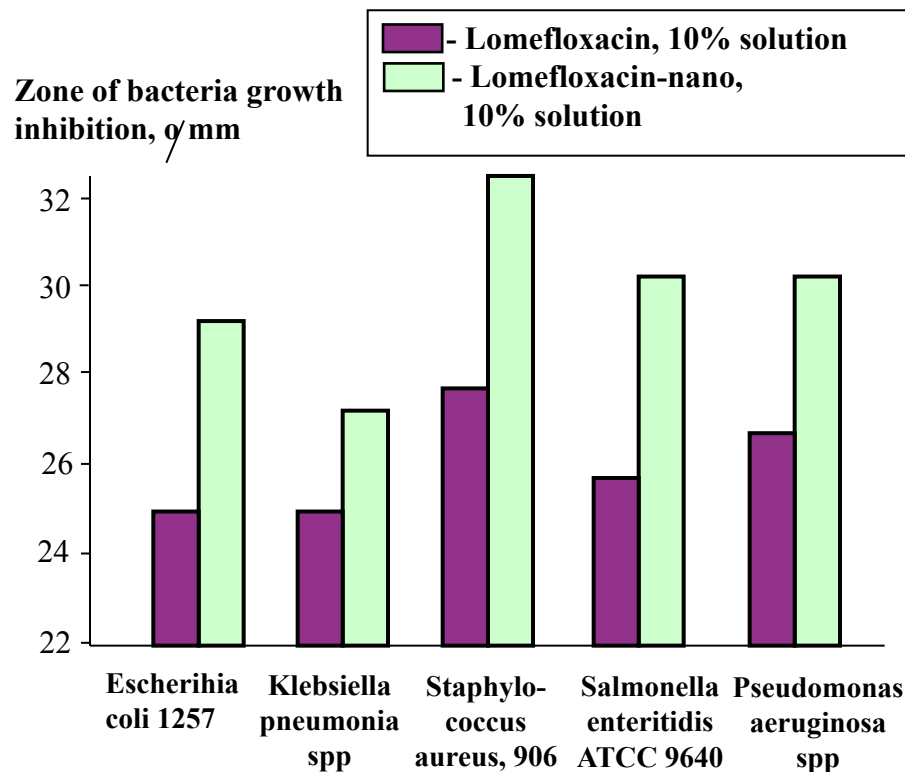 - Lomefloxacin, 10% solution
- Lomefloxacin-nano,
10% solution
Zone of bacteria growth
inhibition, o/mm
32
30
28
26
24
22
Escherihia
coli 1257
Klebsiella
pneumonia
spp
Staphylo-
coccus
aureus, 906
Salmonella
enteritidis
ATCC 9640
Pseudomonas
aeruginosa
spp